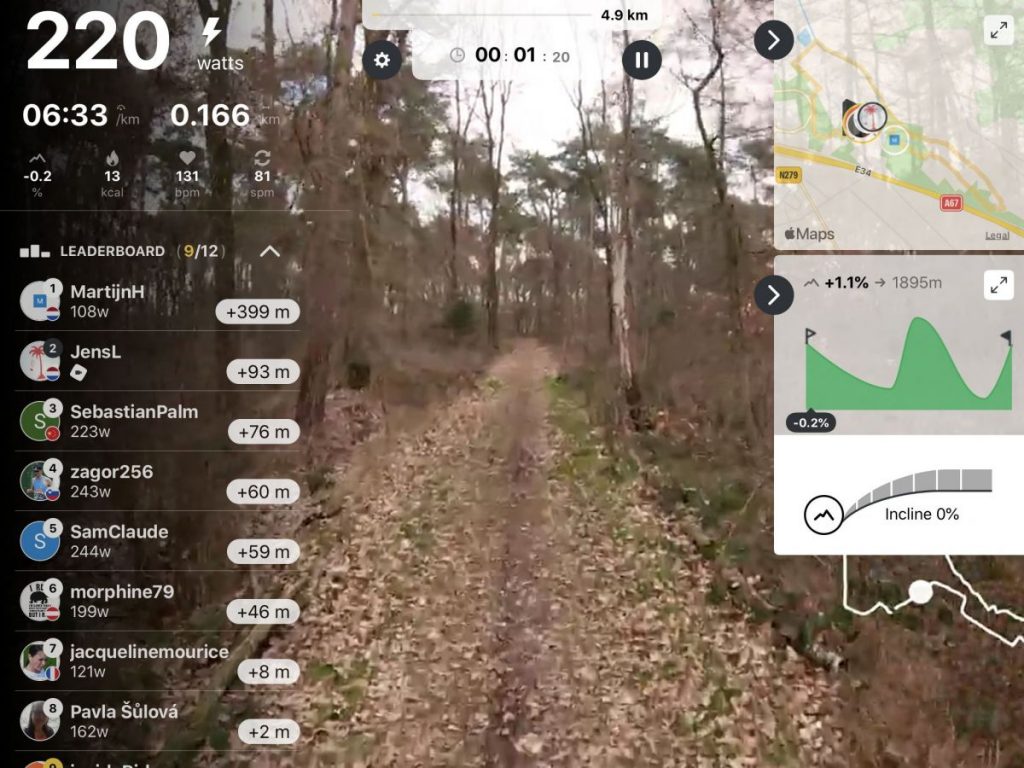 220
watts
4.9 km
00 : 01 : 20
06:33 /km
0.166 km
-0.2
%
13
kcal
131
bpm
81
spm
LEADERBOARD (9/12)
1 MartijnH
108w
+399 m
2 JensL
+93 m
3 SebastianPalm
223w
+76 m
4 zagor256
243w
+60 m
5 SamClaude
244w
+59 m
6 morphine79
199w
+46 m
7 jacquelinemourice
121w
+8 m
8 Pavla Šůlová
162w
+2 m
M
S
S
N279
E34
A67
M
Maps
Legal
+1.1% → 1895m
-0.2%
Incline 0%